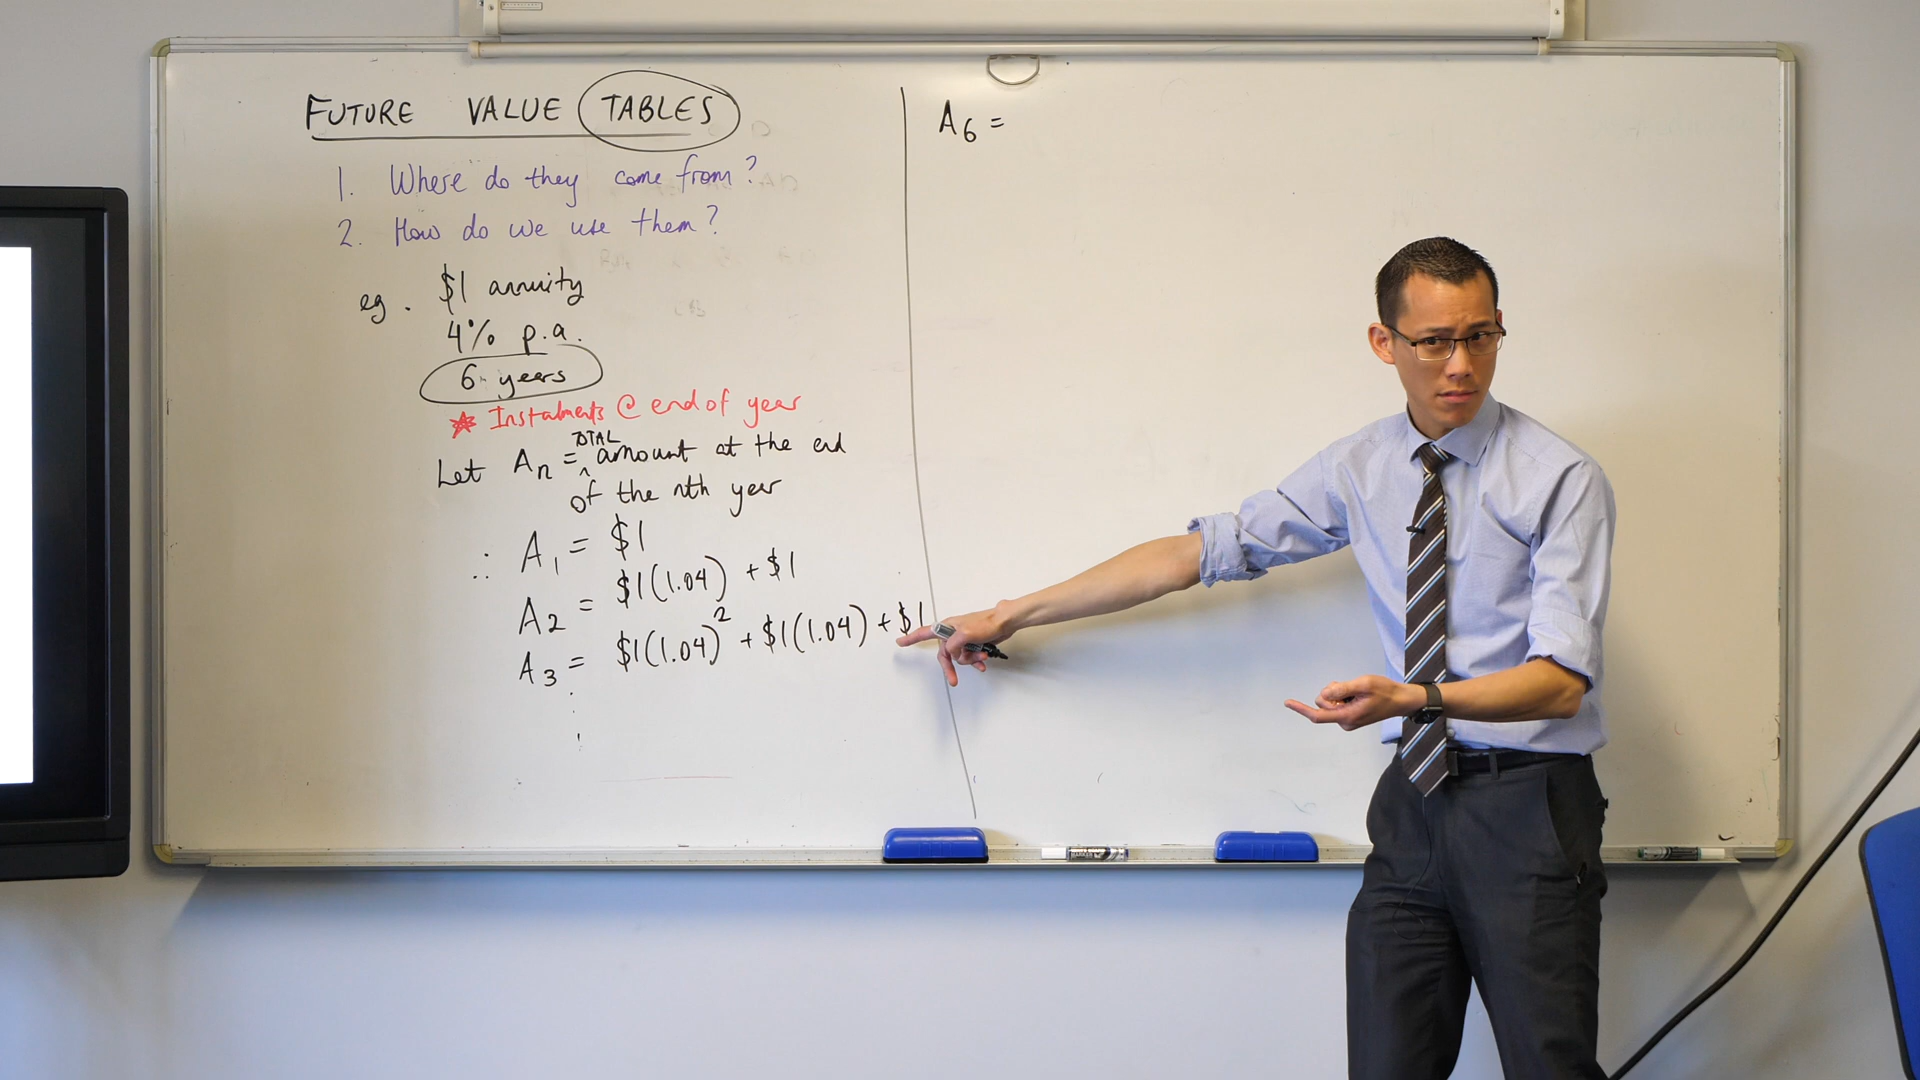 FUTURE VALUE TABLES
1. Where do they come from?
2. How do we use them?
eg. $1 annuity
4% p.a.
6 years
Instalments @ end of year
Let An = TOTAL amount at the end
of the nth year
∴ A₁ = $1
A₂ = $1(1.04) + $1
A₃ = $1(1.04)² + $1(1.04) + $1
A₆ =